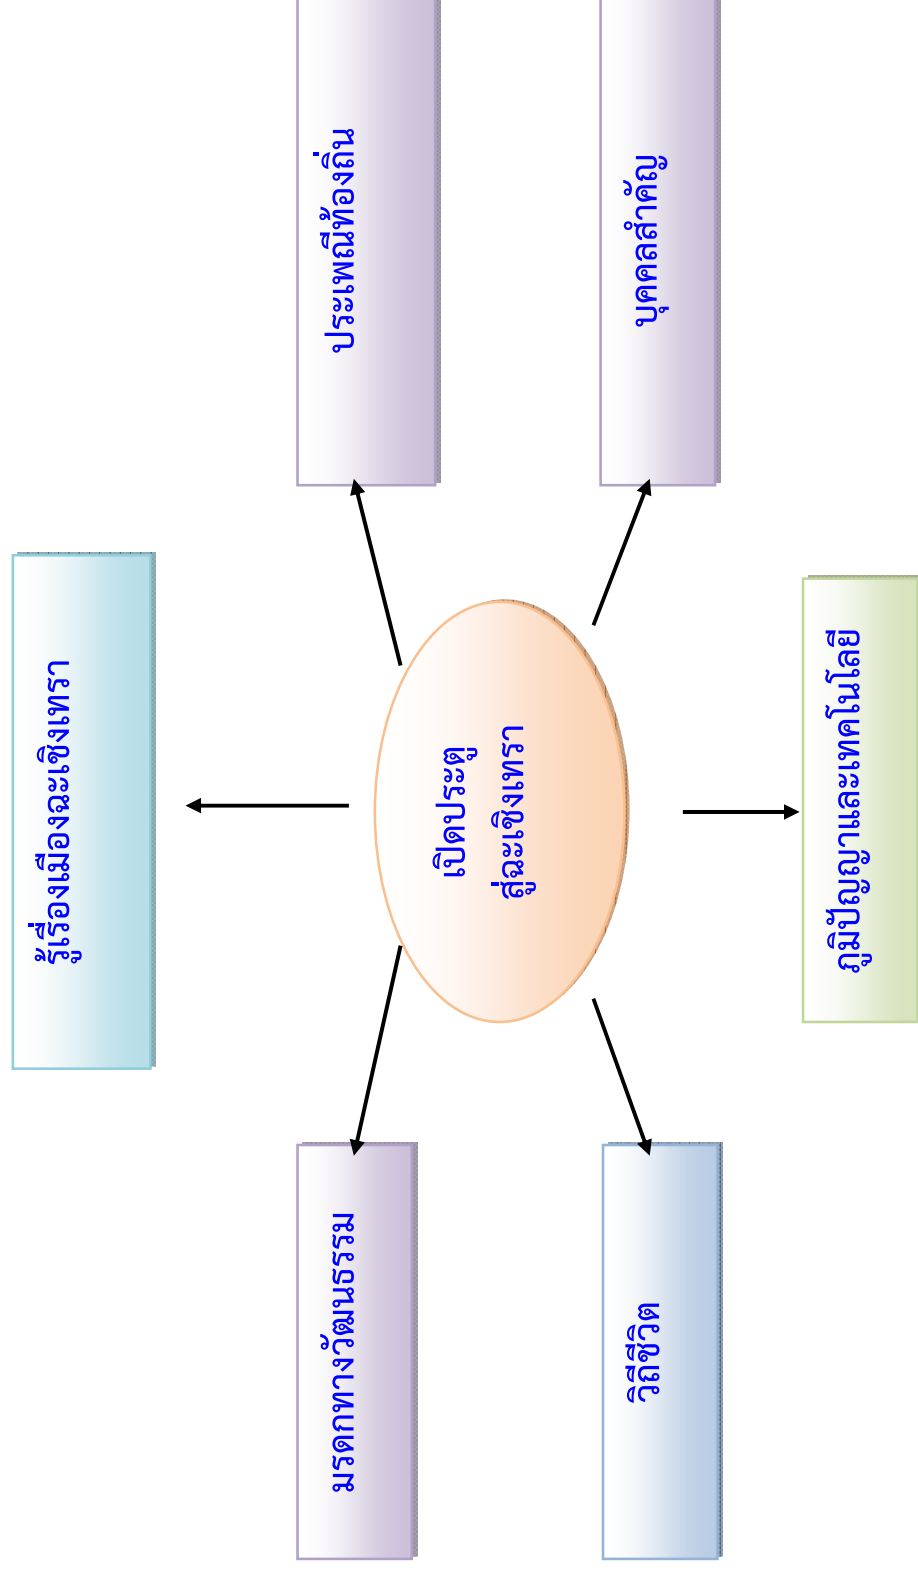 รู้เรื่องเมืองฉะเชิงเทรา
มรดกทางวัฒนธรรม
ประเพณีท้องถิ่น
เปิดประตู
สู่ฉะเชิงเทรา
วิถีชีวิต
บุคคลสำคัญ
ภูมิปัญญาและเทคโนโลยี